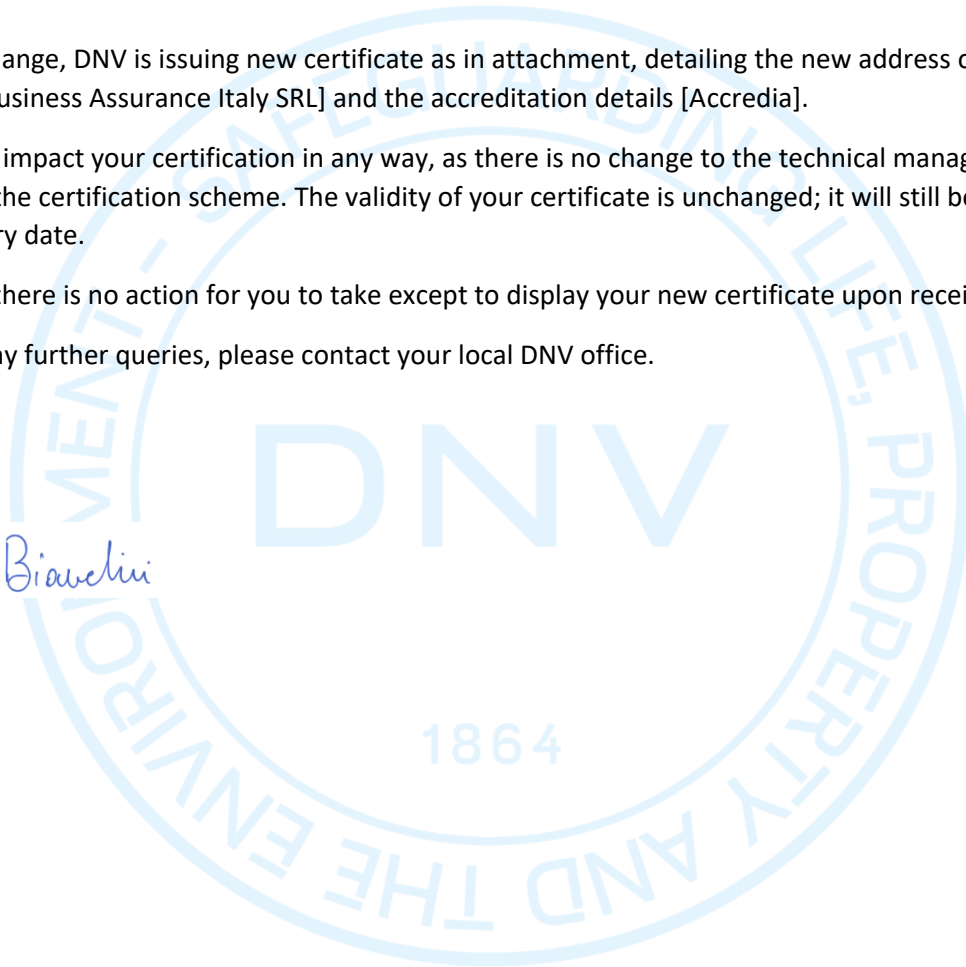 ange, DNV is issuing new certificate as in attachment, detailing the new address o
usiness Assurance Italy SRL] and the accreditation details [Accredia].
impact your certification in any way, as there is no change to the technical manag
the certification scheme. The validity of your certificate is unchanged; it will still be
ry date.
there is no action for you to take except to display your new certificate upon recei
ny further queries, please contact your local DNV office.
SAFEGUARDING LIFE, PROPERTY AND THE ENVIRONMENT -
DNV
Biavelini
1864